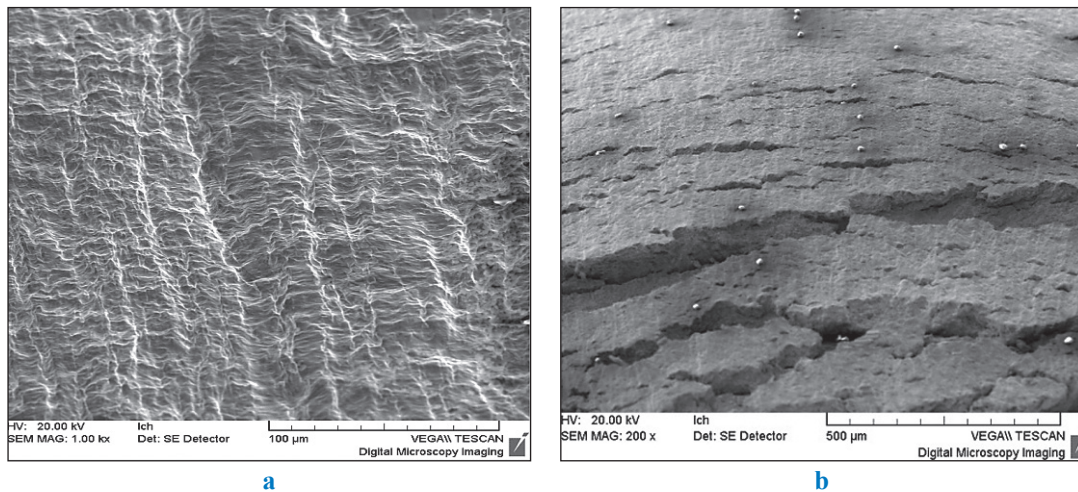 HV: 20.00 kV Ich
SEM MAG: 1.00 kx Det: SE Detector 100 µm VEGA\\ TESCAN
Digital Microscopy Imaging
a
HV: 20.00 kV Ich
SEM MAG: 200 x Det: SE Detector 500 µm VEGA\\ TESCAN
Digital Microscopy Imaging
b